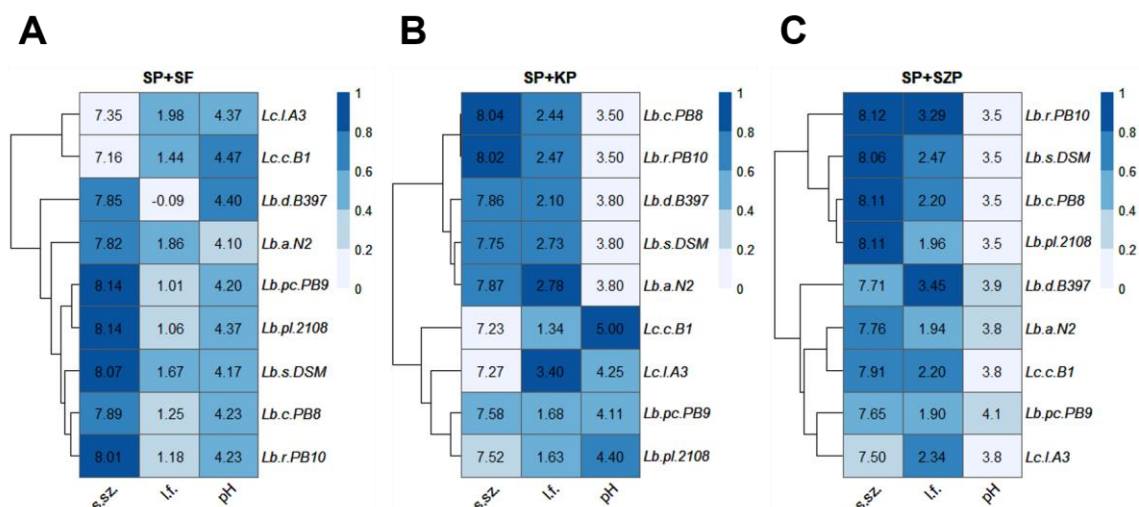 A
SP+SF
7.35 1.98 4.37 Lc.l.A3
7.16 1.44 4.47 Lc.c.B1
7.85 -0.09 4.40 Lb.d.B397
7.82 1.86 4.10 Lb.a.N2
8.14 1.01 4.20 Lb.pc.PB9
8.14 1.06 4.37 Lb.pl.2108
8.07 1.67 4.17 Lb.s.DSM
7.89 1.25 4.23 Lb.c.PB8
8.01 1.18 4.23 Lb.r.PB10
s.sz. l.f. pH
1
0.8
0.6
0.4
0.2
0
B
SP+KP
8.04 2.44 3.50 Lb.c.PB8
8.02 2.47 3.50 Lb.r.PB10
7.86 2.10 3.80 Lb.d.B397
7.75 2.73 3.80 Lb.s.DSM
7.87 2.78 3.80 Lb.a.N2
7.23 1.34 5.00 Lc.c.B1
7.27 3.40 4.25 Lc.l.A3
7.58 1.68 4.11 Lb.pc.PB9
7.52 1.63 4.40 Lb.pl.2108
s.sz. l.f. pH
1
0.8
0.6
0.4
0.2
0
C
SP+SZP
8.12 3.29 3.5 Lb.r.PB10
8.06 2.47 3.5 Lb.s.DSM
8.11 2.20 3.5 Lb.c.PB8
8.11 1.96 3.5 Lb.pl.2108
7.71 3.45 3.9 Lb.d.B397
7.76 1.94 3.8 Lb.a.N2
7.91 2.20 3.8 Lc.c.B1
7.65 1.90 4.1 Lb.pc.PB9
7.50 2.34 3.8 Lc.l.A3
s.sz. l.f. pH
1
0.8
0.6
0.4
0.2
0